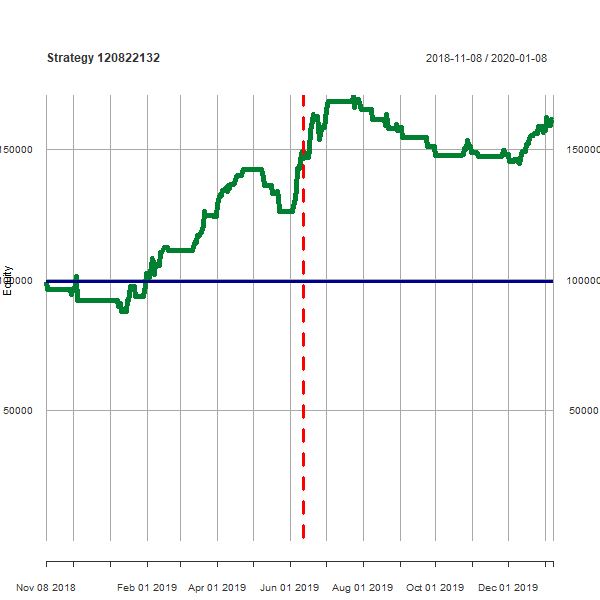 Strategy 120822132
2018-11-08 / 2020-01-08
150000
150000
100000
100000
Equity
50000
50000
Nov 08 2018
Feb 01 2019
Apr 01 2019
Jun 01 2019
Aug 01 2019
Oct 01 2019
Dec 01 2019